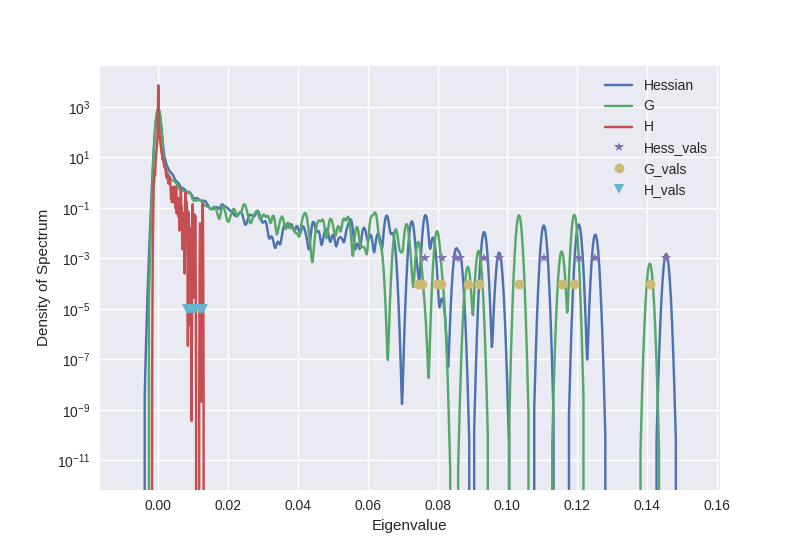 Hessian
G
H
Hess_vals
G_vals
H_vals
10³
10¹
10⁻¹
10⁻³
10⁻⁵
10⁻⁷
10⁻⁹
10⁻¹¹
Density of Spectrum
0.00 0.02 0.04 0.06 0.08 0.10 0.12 0.14 0.16
Eigenvalue